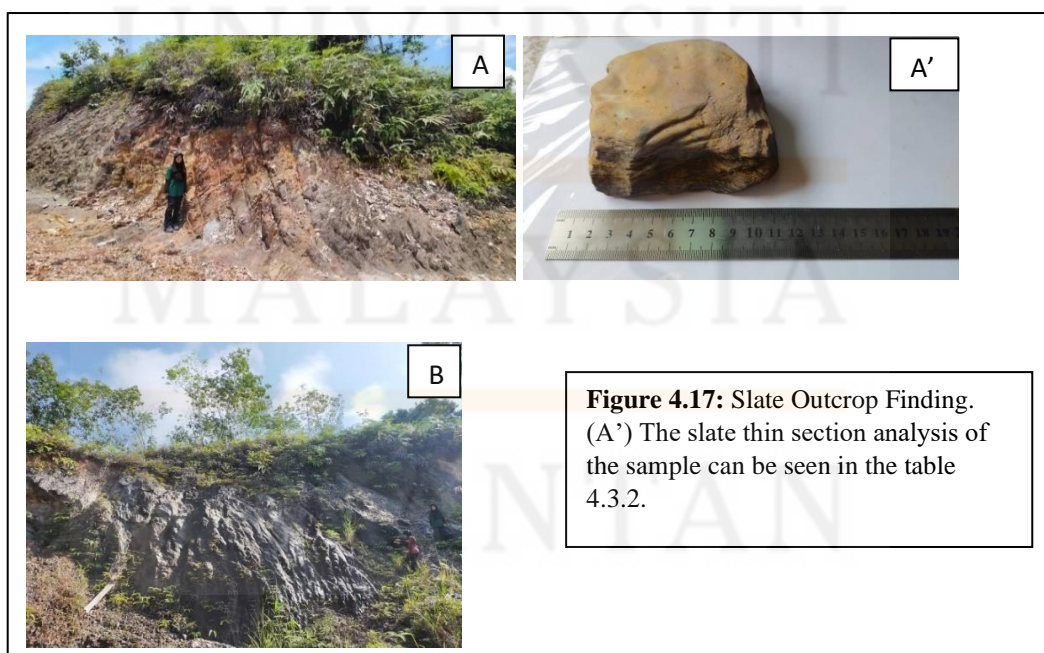 UNIVERSITI
A
A’
1 2 3 4 5 6 7 8 9 10 11 12 13 14 15 16 17 18 19
MALAYSIA
B
Figure 4.17: Slate Outcrop Finding.
(A’) The slate thin section analysis of
the sample can be seen in the table
4.3.2.